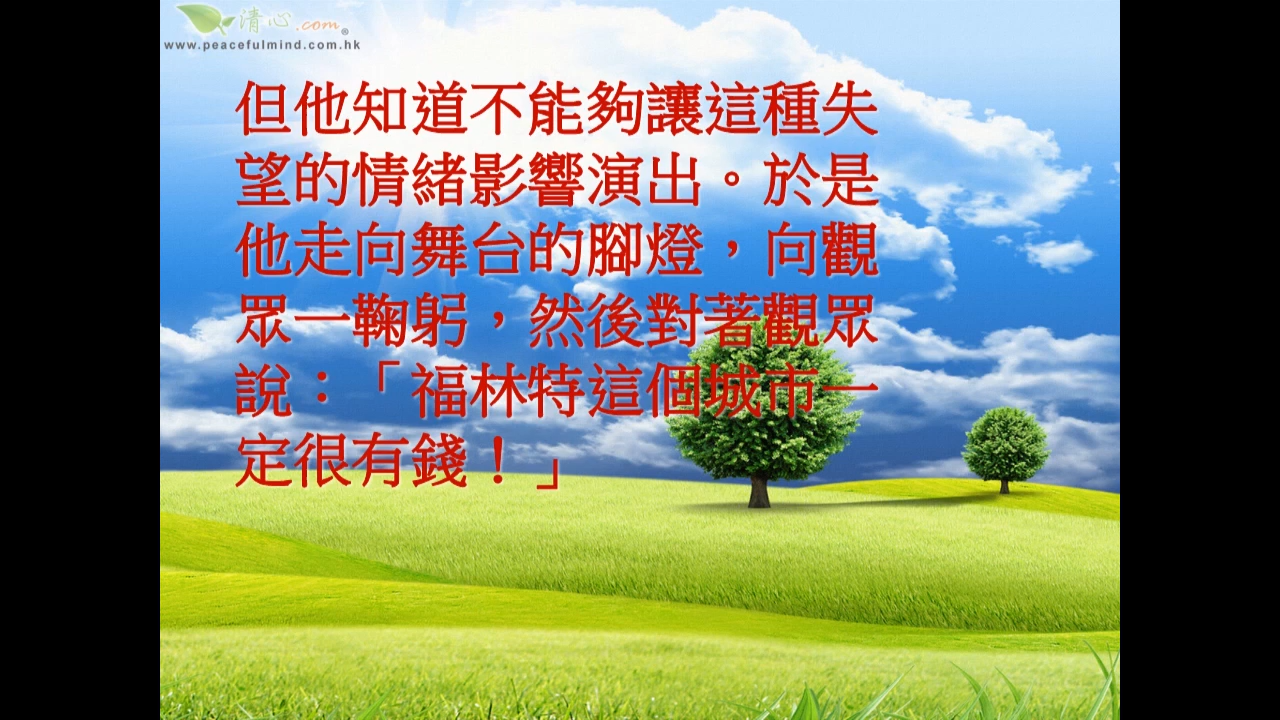 清心.com®
www.peacefulmind.com.hk
但他知道不能夠讓這種失
望的情緒影響演出。於是
他走向舞台的腳燈，向觀
眾一鞠躬，然後對著觀眾
說：「福林特這個城市一
定很有錢！」